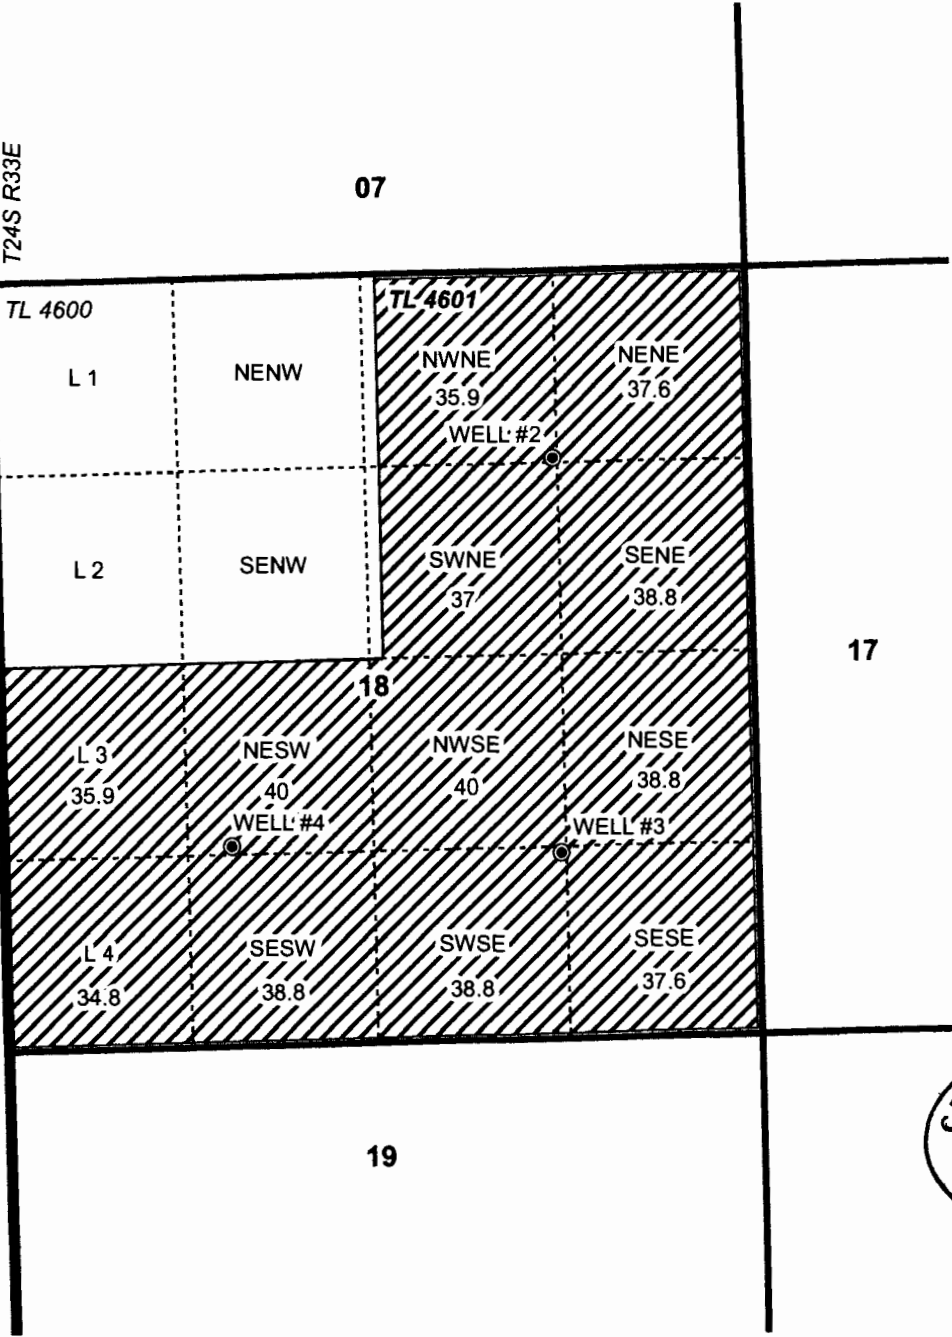 T24S R33E
07
TL 4600
TL 4601
L 1
NENW
NWNE
35.9
NENE
37.6
WELL #2
L 2
SENW
SWNE
37
SENE
38.8
17
18
L 3
35.9
NESW
40
NWSE
40
NESE
38.8
WELL #4
WELL #3
L 4
34.8
SESW
38.8
SWSE
38.8
SESE
37.6
19